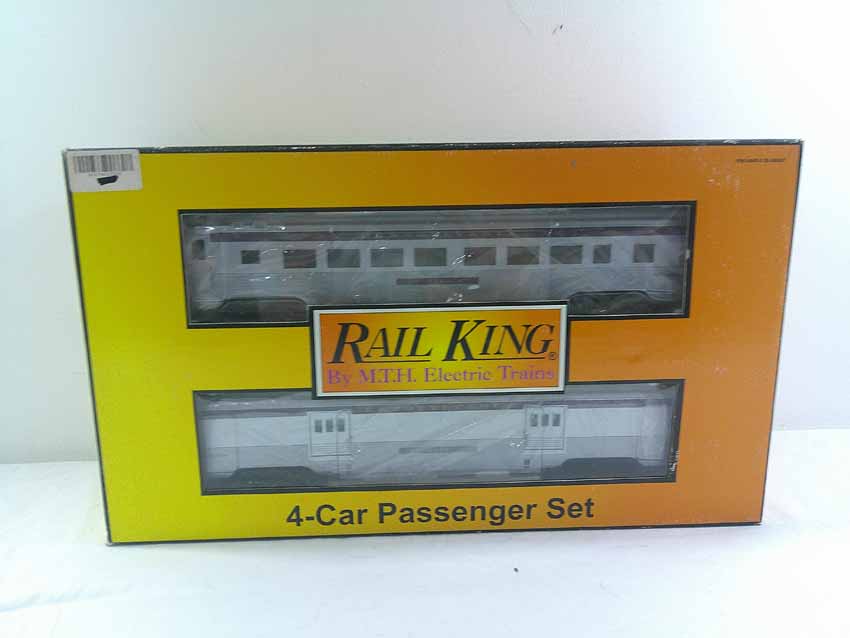 RAIL KING®
By M.T.H. Electric Trains
4-Car Passenger Set